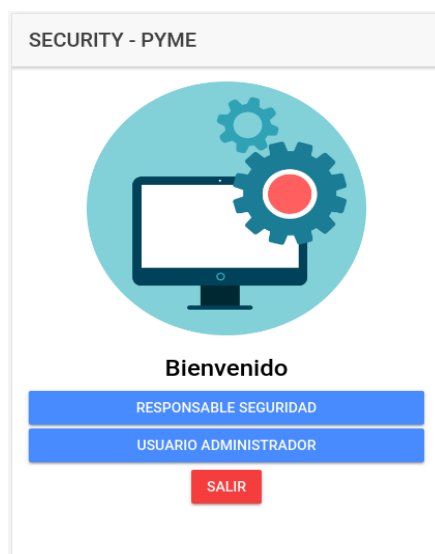 SECURITY - PYME
Bienvenido
RESPONSABLE SEGURIDAD
USUARIO ADMINISTRADOR
SALIR